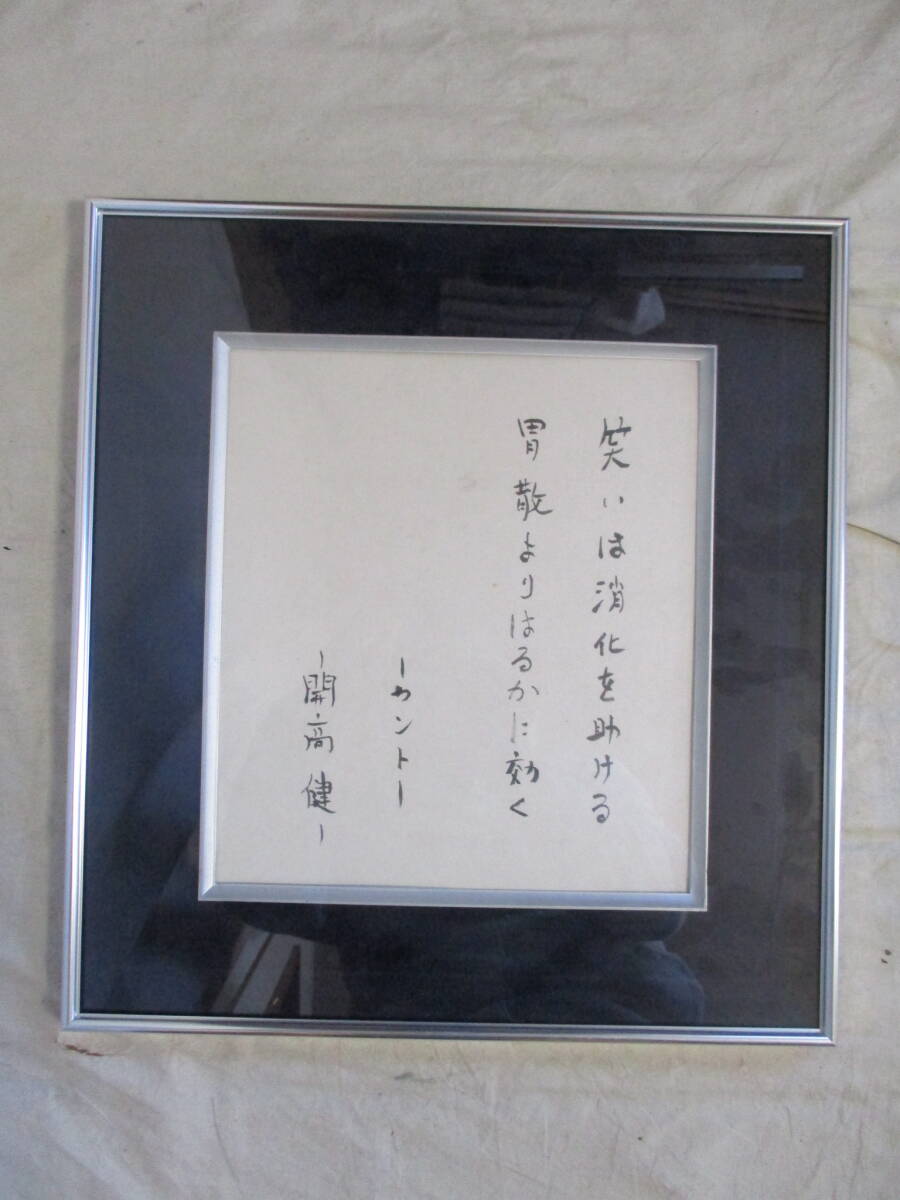 笑いは消化を助ける
胃散よりはるかに効く
ーカントー
ー開高健ー